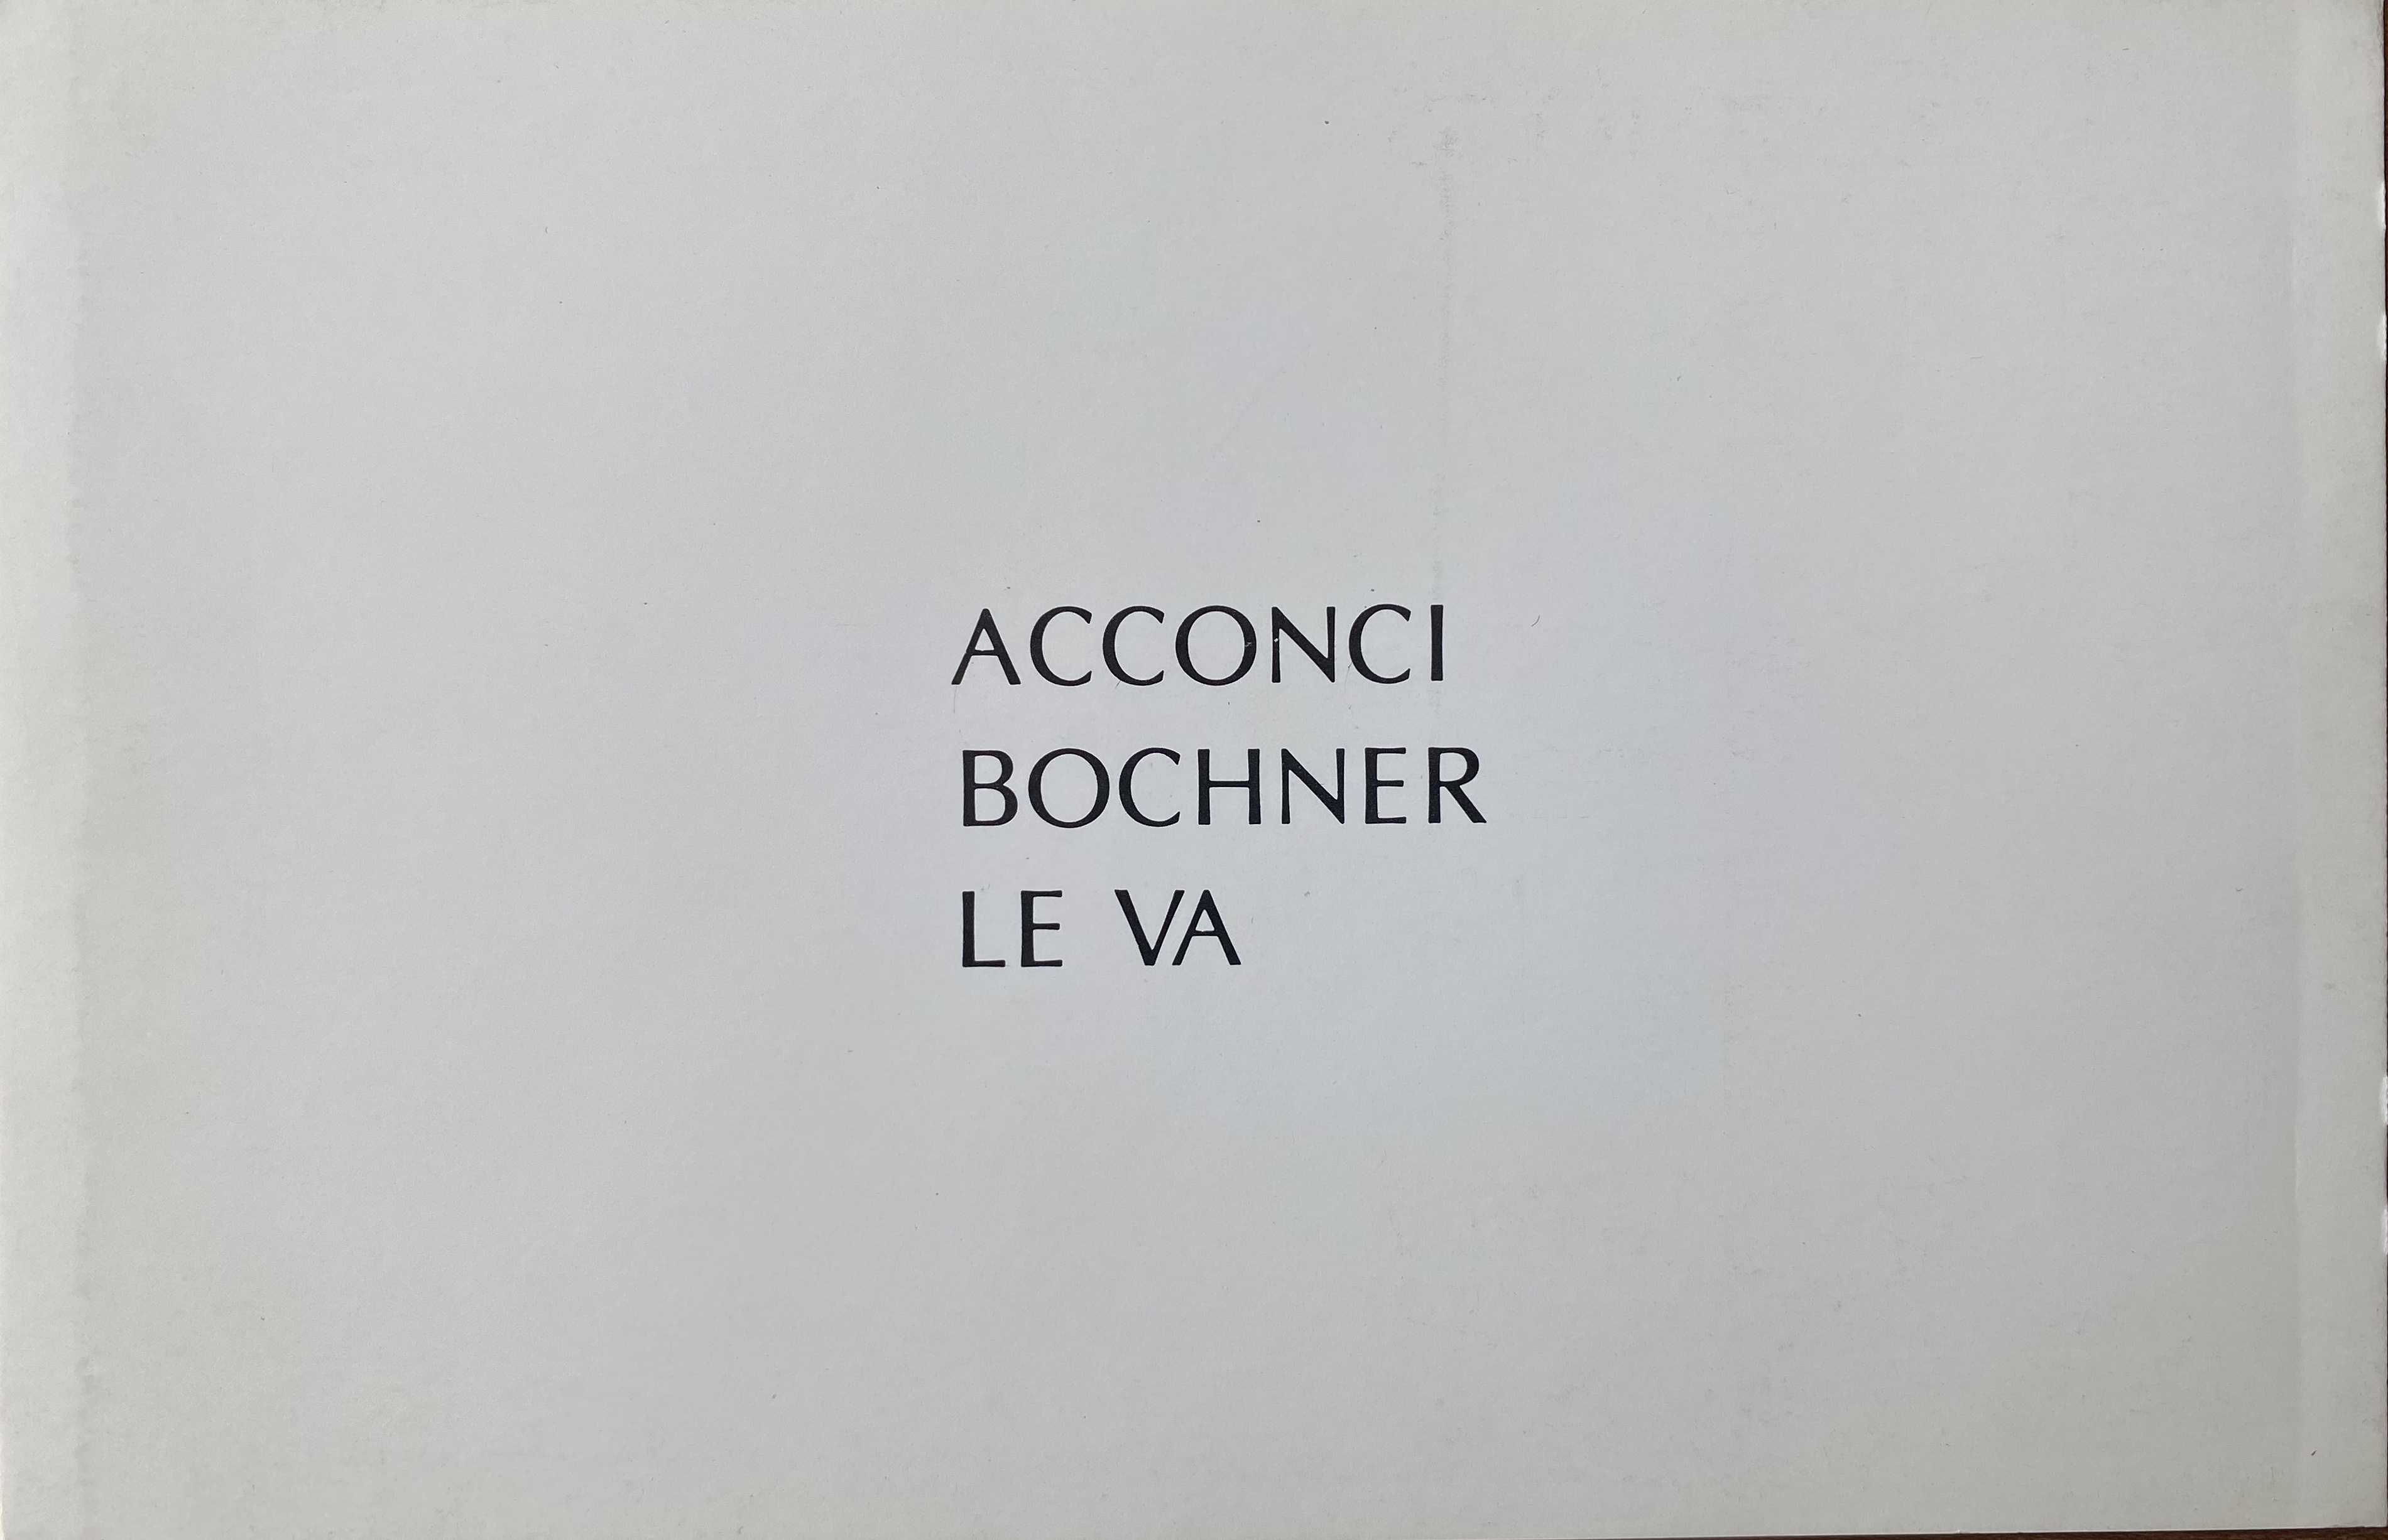 ACCONCI
BOCHNER
LE VA